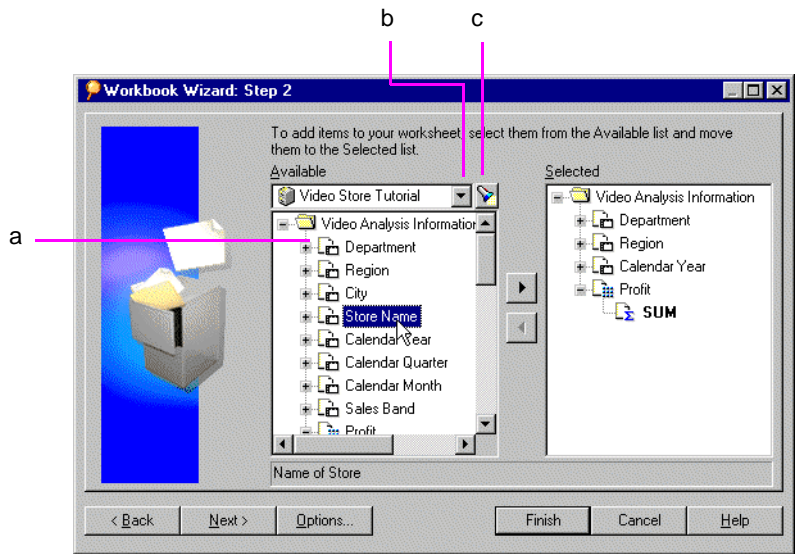 b c
Workbook Wizard: Step 2
To add items to your worksheet, select them from the Available list and move
them to the Selected list.
Available
Selected
Video Store Tutorial
Video Analysis Information
Video Analysis Information
a
Department
Department
Region
Region
City
Calendar Year
Store Name
Profit
SUM
Calendar Year
Calendar Quarter
Calendar Month
Sales Band
Profit
Name of Store
< Back
Next >
Options...
Finish
Cancel
Help